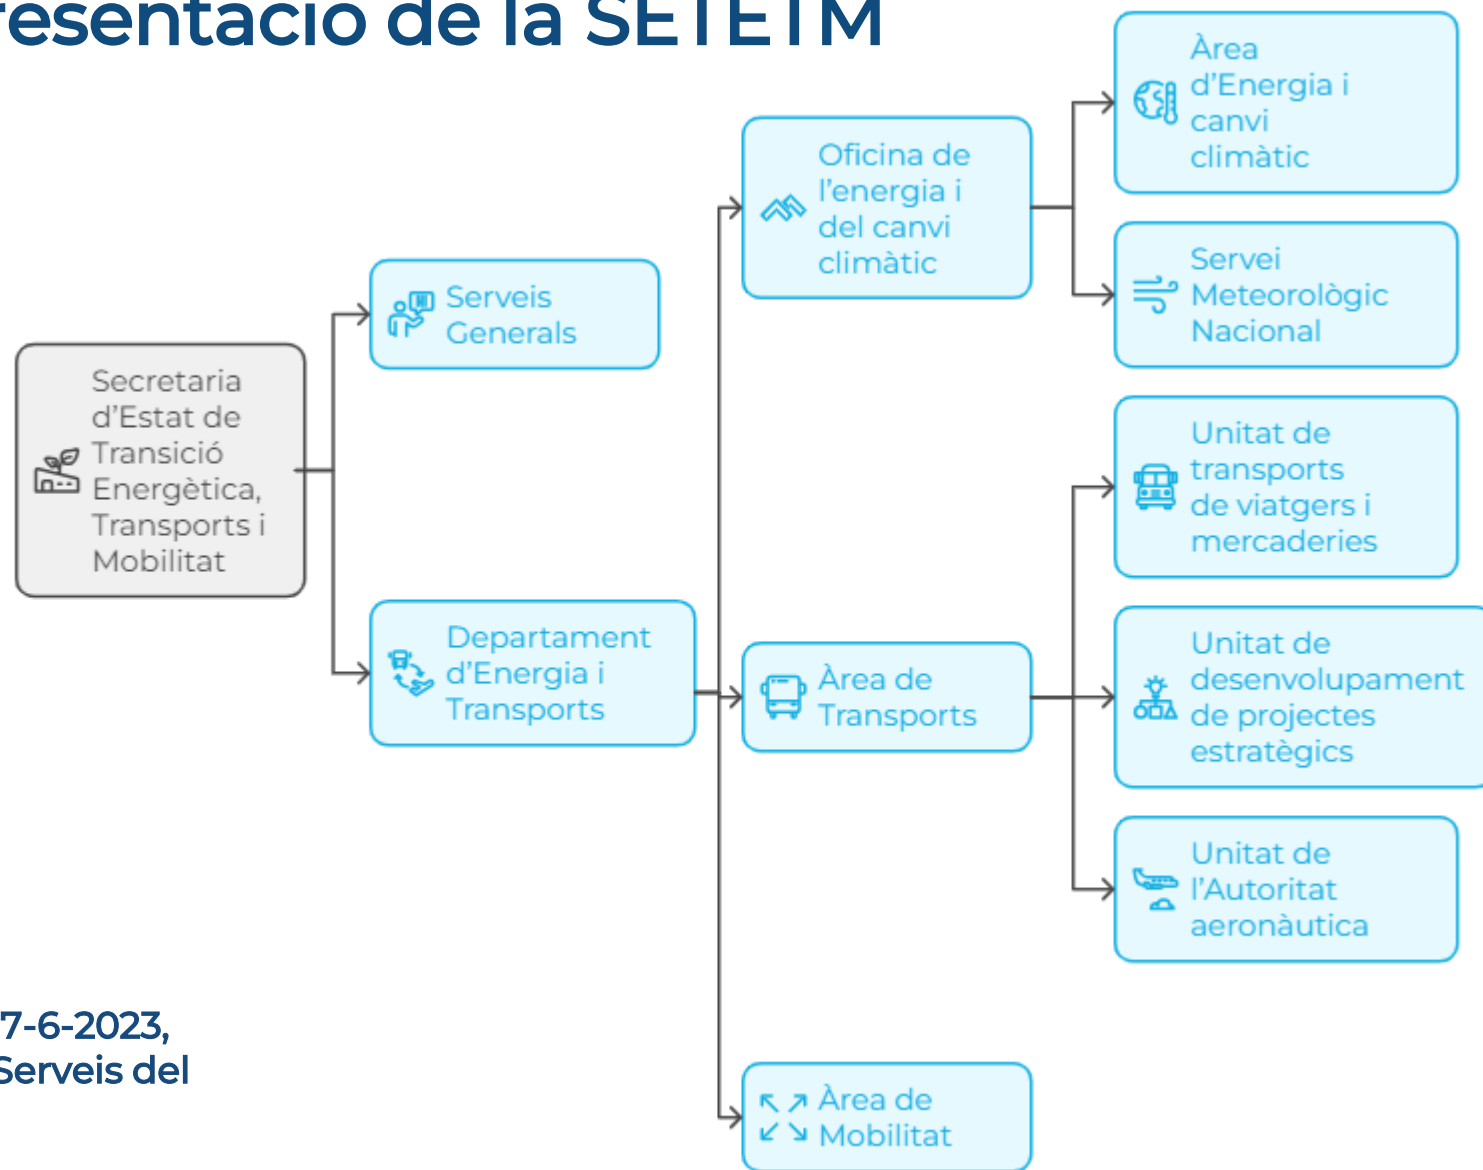 resentació de la SETETM
Àrea
d'Energia i
canvi
climàtic
Oficina de
l'energia i
del canvi
climàtic
Servei
Meteorològic
Nacional
Serveis
Generals
Secretaria
d'Estat de
Transició
Energètica,
Transports i
Mobilitat
Unitat de
transports
de viatgers i
mercaderies
Departament
d'Energia i
Transports
Àrea de
Transports
Unitat de
desenvolupament
de projectes
estratègics
Unitat de
l'Autoritat
aeronàutica
7-6-2023,
Serveis del
Àrea de
Mobilitat